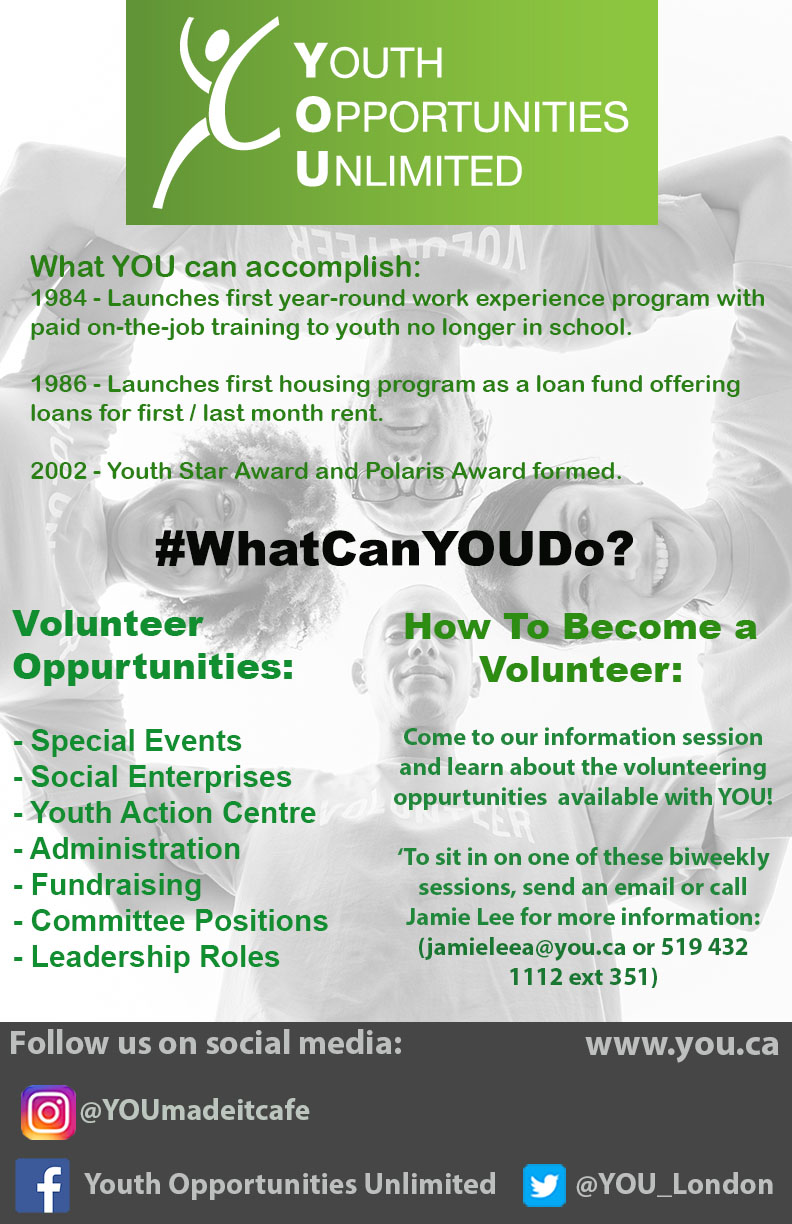 YOUTH
OPPORTUNITIES
UNLIMITED
VOLUNTEER
VOLUN
What YOU can accomplish:
1984 - Launches first year-round work experience program with
paid on-the-job training to youth no longer in school.
1986 - Launches first housing program as a loan fund offering
loans for first / last month rent.
2002 - Youth Star Award and Polaris Award formed.
#WhatCanYOUDo?
Volunteer
Oppurtunities:
- Special Events
- Social Enterprises
- Youth Action Centre
- Administration
- Fundraising
- Committee Positions
- Leadership Roles
How To Become a
Volunteer:
Come to our information session
and learn about the volunteering
oppurtunities available with YOU!
‘To sit in on one of these biweekly
sessions, send an email or call
Jamie Lee for more information:
(jamieleea@you.ca or 519 432
1112 ext 351)
VOLUNTEER
Follow us on social media:
www.you.ca
@YOUmadeitcafe
Youth Opportunities Unlimited
@YOU_London